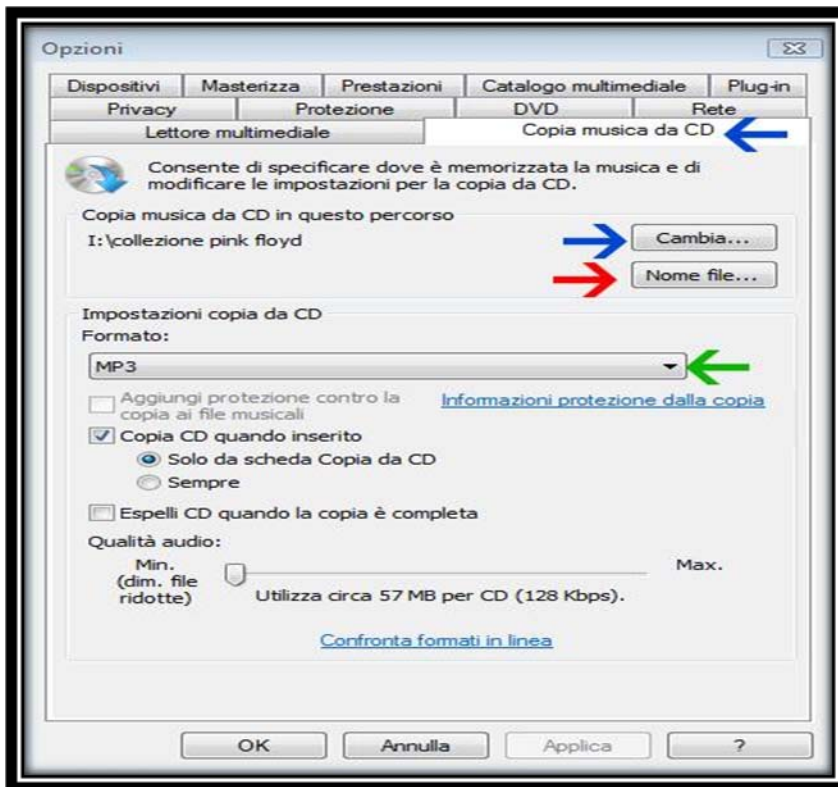 Opzioni
Dispositivi Masterizza Prestazioni Catalogo multimediale Plug-in
Privacy Protezione DVD Rete
Lettore multimediale Copia musica da CD
Consente di specificare dove è memorizzata la musica e di
modificare le impostazioni per la copia da CD.
Copia musica da CD in questo percorso
I:\collezione pink floyd
Cambia...
Nome file...
Impostazioni copia da CD
Formato:
MP3
Aggiungi protezione contro la
copia ai file musicali
Informazioni protezione dalla copia
Copia CD quando inserito
Solo da scheda Copia da CD
Sempre
Espelli CD quando la copia è completa
Qualità audio:
Min.
(dim. file
ridotte)
Max.
Utilizza circa 57 MB per CD (128 Kbps).
Confronta formati in linea
OK Annulla Applica ?